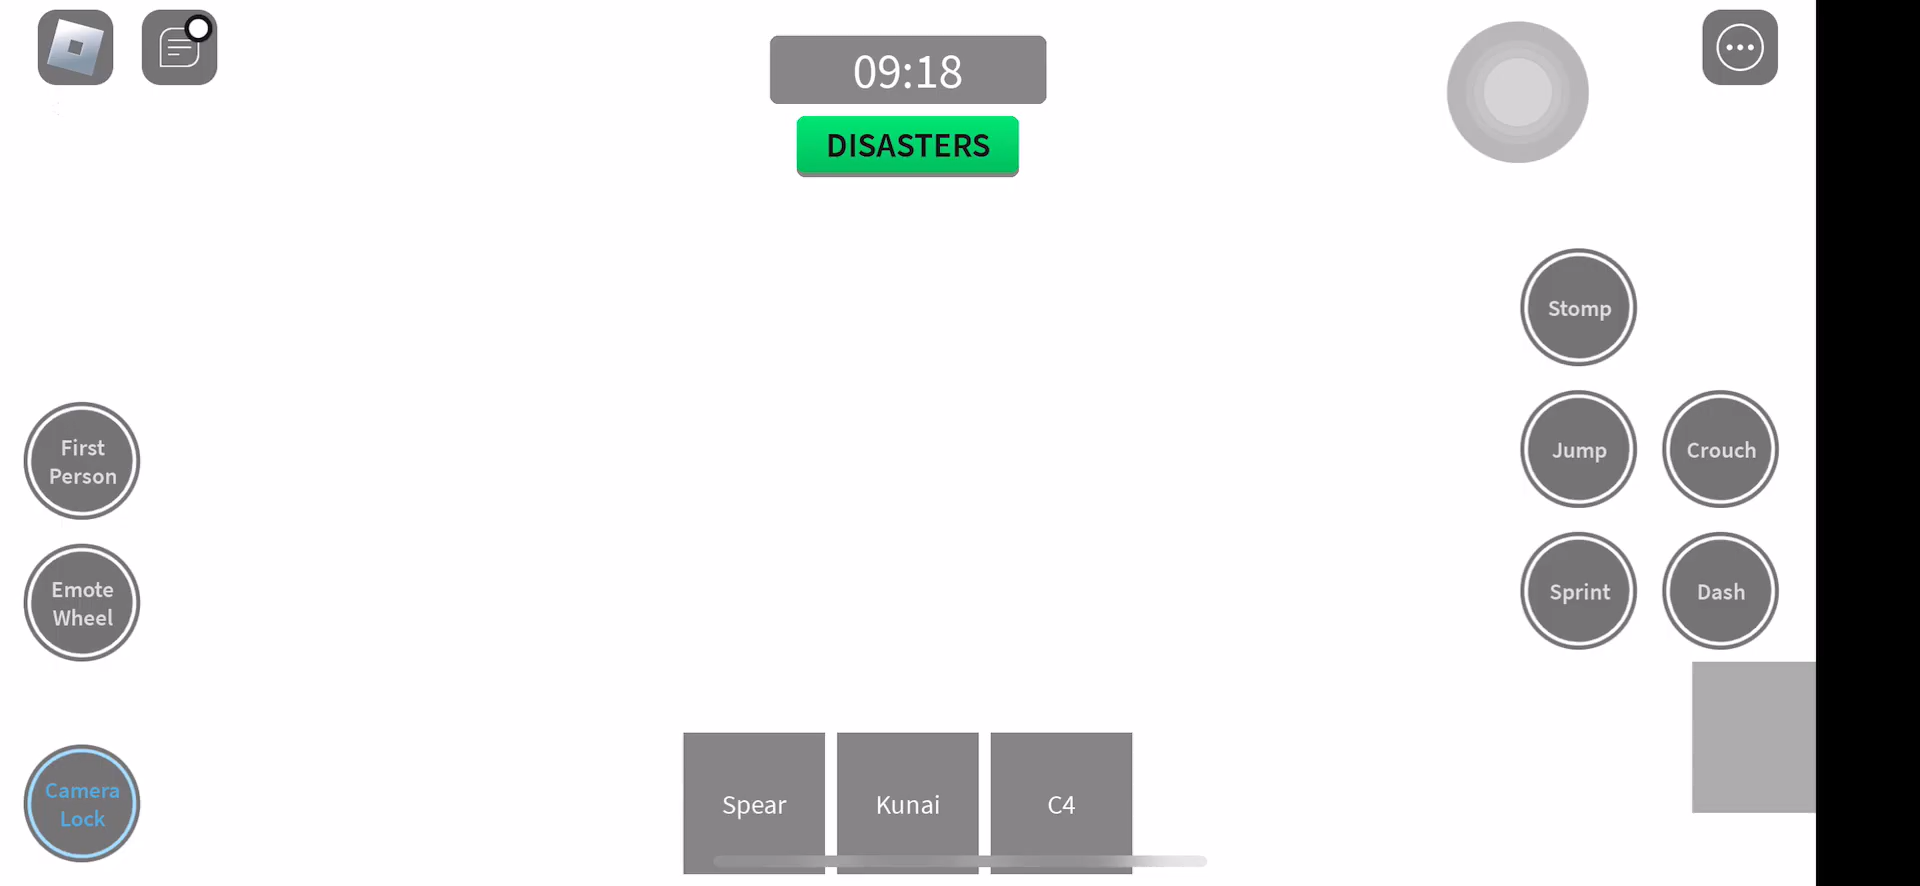 09:18
DISASTERS
Stomp
First
Person
Jump
Crouch
Emote
Wheel
Sprint
Dash
Camera
Lock
Spear
Kunai
C4